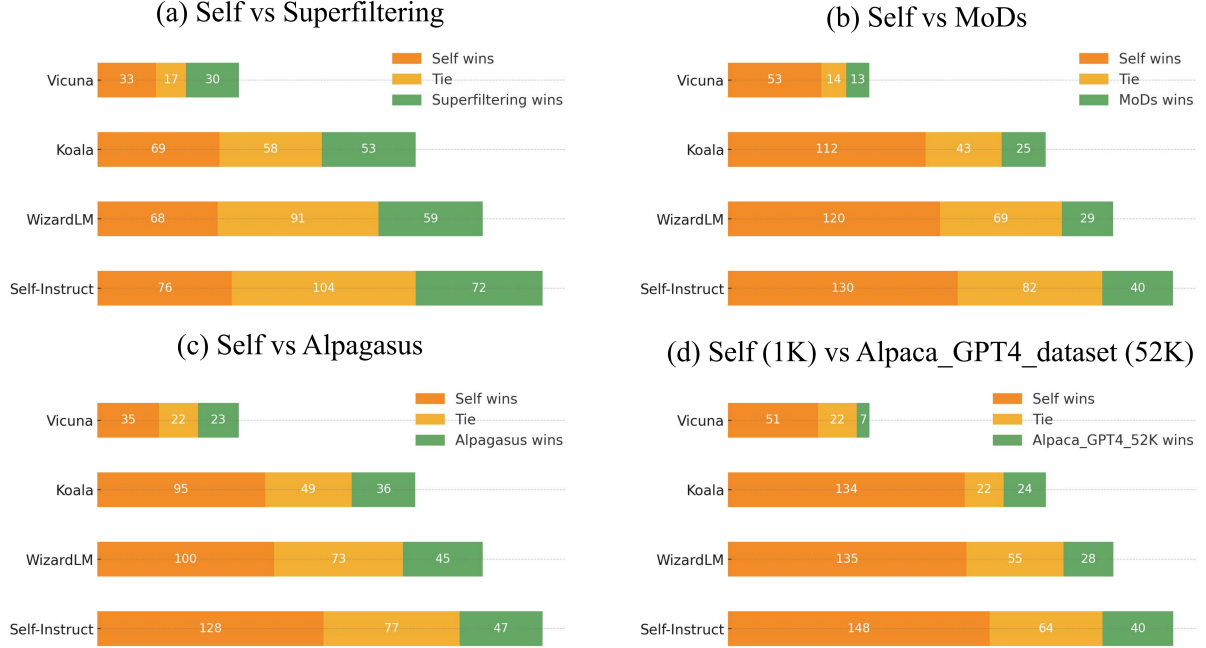 (a) Self vs Superfiltering
Self wins
Tie
Superfiltering wins
Vicuna 33 17 30
Koala 69 58 53
WizardLM 68 91 59
Self-Instruct 76 104 72
(b) Self vs MoDs
Self wins
Tie
MoDs wins
Vicuna 53 14 13
Koala 112 43 25
WizardLM 120 69 29
Self-Instruct 130 82 40
(c) Self vs Alpagasus
Self wins
Tie
Alpagasus wins
Vicuna 35 22 23
Koala 95 49 36
WizardLM 100 73 45
Self-Instruct 128 77 47
(d) Self (1K) vs Alpaca_GPT4_dataset (52K)
Self wins
Tie
Alpaca_GPT4_52K wins
Vicuna 51 22 7
Koala 134 22 24
WizardLM 135 55 28
Self-Instruct 148 64 40